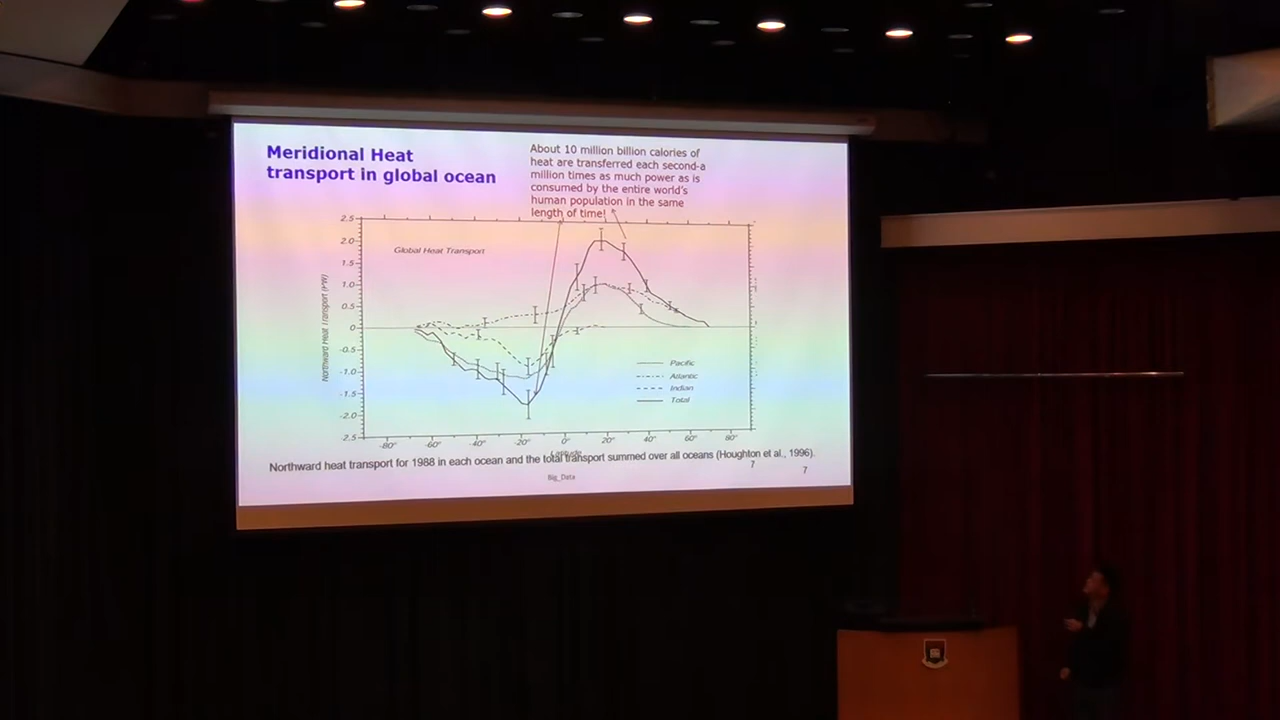 Meridional Heat
transport in global ocean
About 10 million billion calories of
heat are transferred each second-a
million times as much power as is
consumed by the entire world's
human population in the same
length of time!
Global Heat Transport
Northward Heat Transport (PW)
2.5
2.0
1.5
1.0
0.5
0
-0.5
-1.0
-1.5
-2.0
2.5
Pacific
Atlantic
Indian
Total
-80° -60° -40° -20° 0° 20° 40° 60° 80°
Latitude
Northward heat transport for 1988 in each ocean and the total transport summed over all oceans (Houghton et al., 1996).
7
7
Big_Data